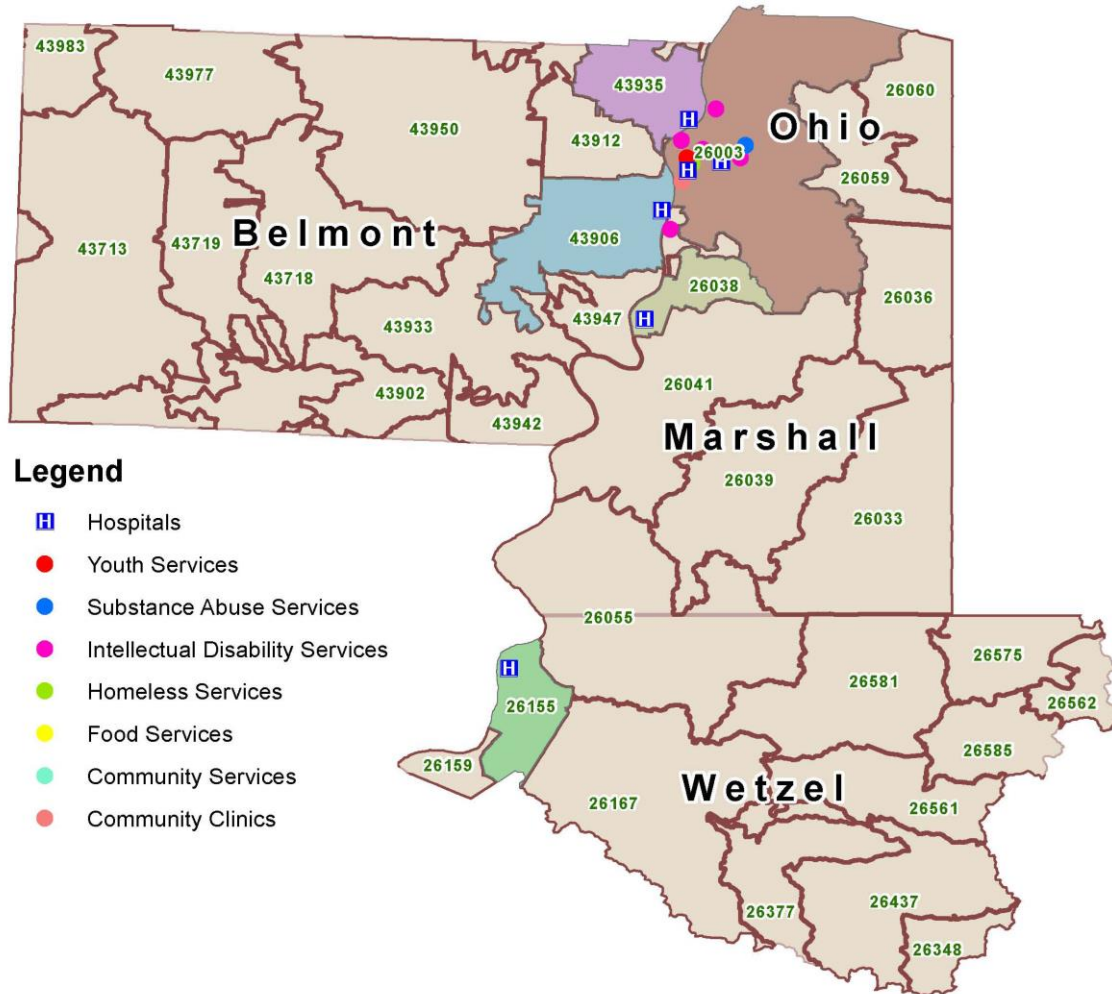 43983
43977
43935
26060
43950
43912
Ohio
H
26003
H
H
26059
43713
43719
Belmont
H
43906
43718
26038
26036
43933
43947
H
43902
26041
43942
Marshall
26039
26033
Legend
H Hospitals
Youth Services
Substance Abuse Services
Intellectual Disability Services
Homeless Services
Food Services
Community Services
Community Clinics
26055
H
26155
26159
26581
26575
26562
26585
Wetzel
26167
26561
26377
26437
26348